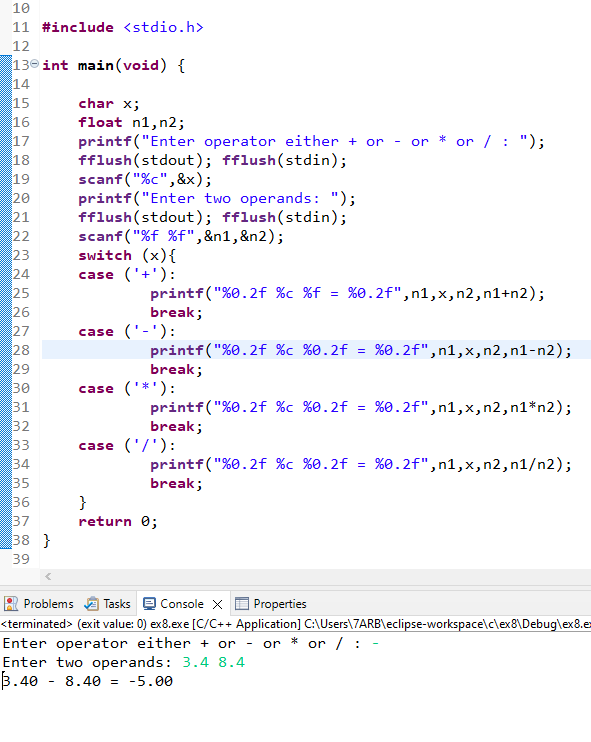 10
11 #include <stdio.h>
12
13 int main(void) {
14
15     char x;
16     float n1,n2;
17     printf("Enter operator either + or - or * or / : ");
18     fflush(stdout); fflush(stdin);
19     scanf("%c",&x);
20     printf("Enter two operands: ");
21     fflush(stdout); fflush(stdin);
22     scanf("%f %f",&n1,&n2);
23     switch (x){
24     case ('+'):
25             printf("%0.2f %c %f = %0.2f",n1,x,n2,n1+n2);
26             break;
27     case ('-'):
28             printf("%0.2f %c %0.2f = %0.2f",n1,x,n2,n1-n2);
29             break;
30     case ('*'):
31             printf("%0.2f %c %0.2f = %0.2f",n1,x,n2,n1*n2);
32             break;
33     case ('/'):
34             printf("%0.2f %c %0.2f = %0.2f",n1,x,n2,n1/n2);
35             break;
36     }
37     return 0;
38 }
39
Problems Tasks Console Properties
<terminated> (exit value: 0) ex8.exe [C/C++ Application] C:\Users\7ARB\eclipse-workspace\c\ex8\Debug\ex8.ex
Enter operator either + or - or * or / : -
Enter two operands: 3.4 8.4
3.40 - 8.40 = -5.00